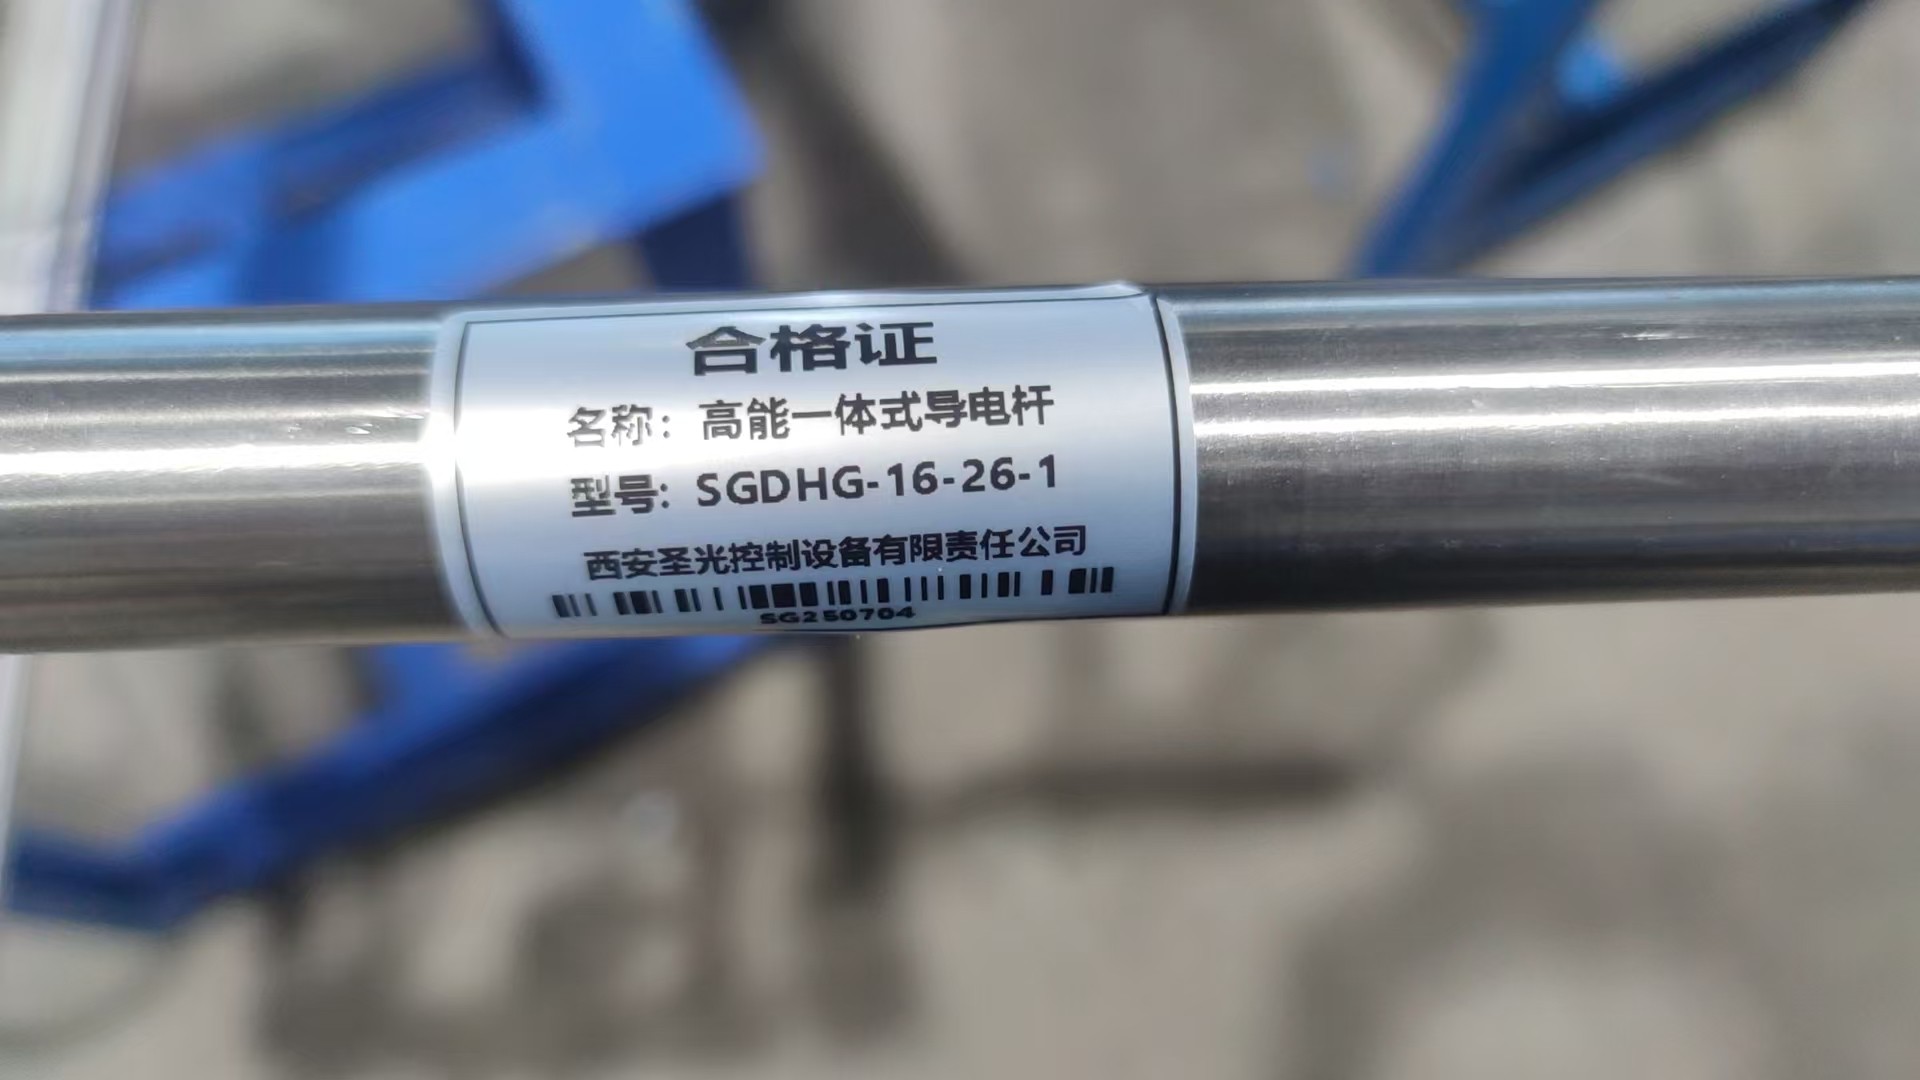 合格证
名称：高能一体式导电杆
型号：SGDHG-16-26-1
西安圣光控制设备有限责任公司
SG250704